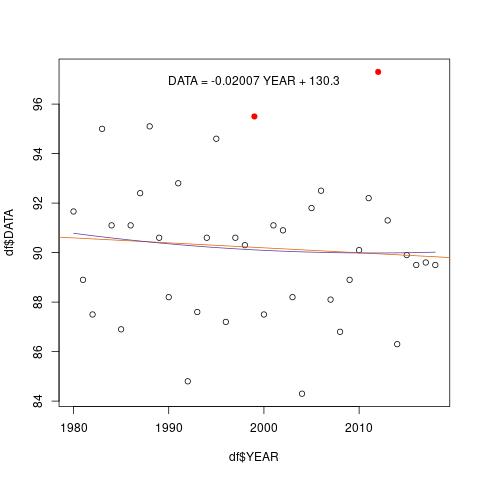 DATA = -0.02007 YEAR + 130.3
96
94
92
90
88
86
84
df$DATA
1980 1990 2000 2010
df$YEAR